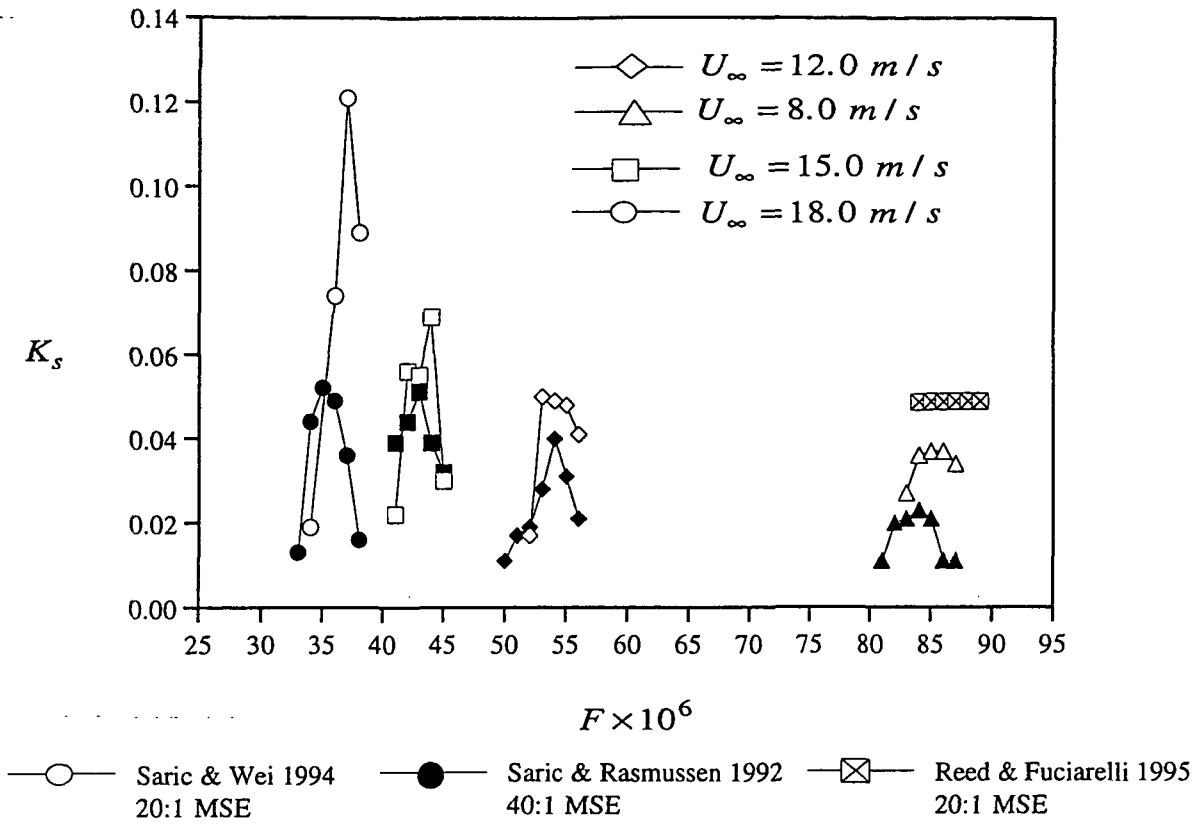 0.14
0.12
0.10
0.08
0.06
0.04
0.02
0.00
K_s
U_∞ = 12.0 m / s
U_∞ = 8.0 m / s
U_∞ = 15.0 m / s
U_∞ = 18.0 m / s
25 30 35 40 45 50 55 60 65 70 75 80 85 90 95
F × 10⁶
Saric & Wei 1994
20:1 MSE
Saric & Rasmussen 1992
40:1 MSE
Reed & Fuciarelli 1995
20:1 MSE